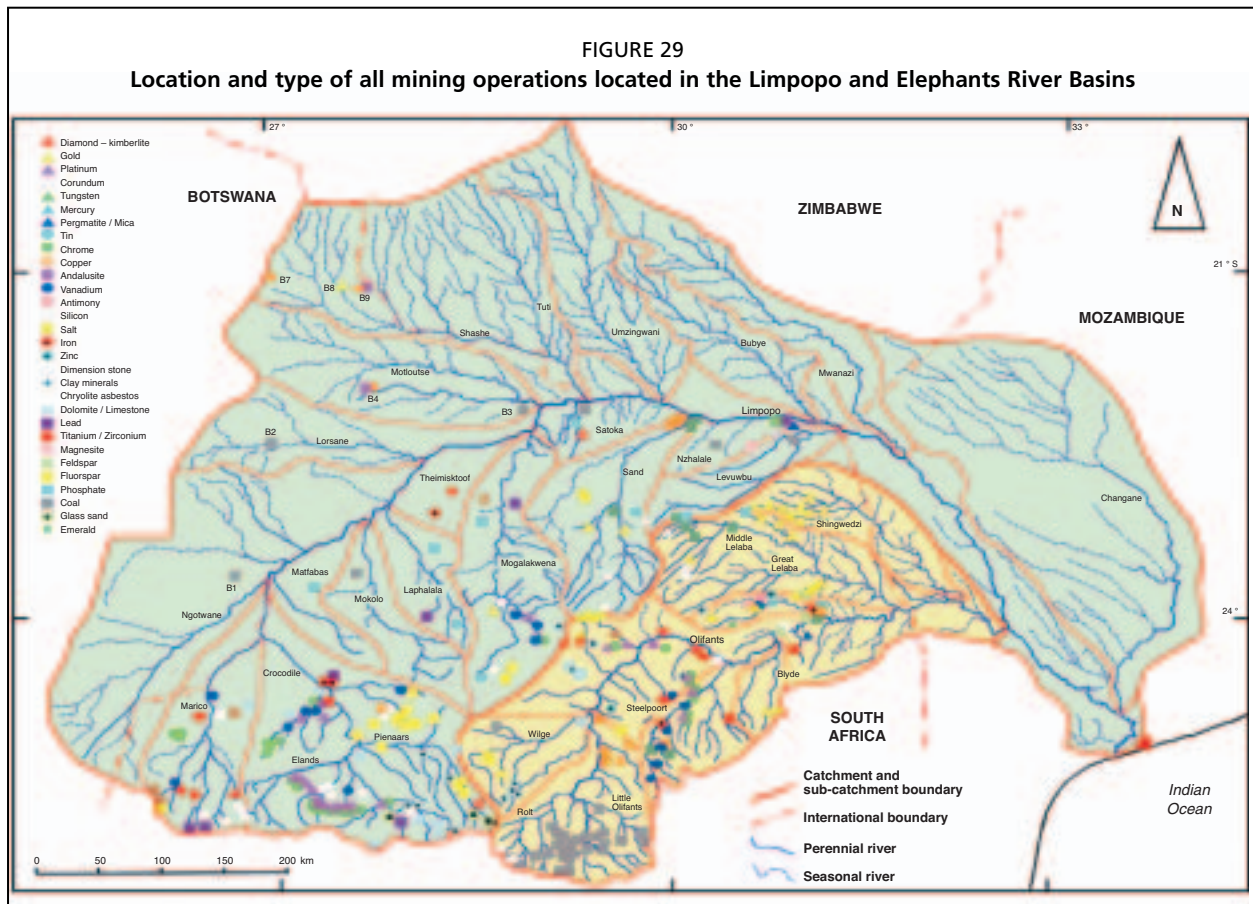 FIGURE 29
Location and type of all mining operations located in the Limpopo and Elephants River Basins
27 °
30 °
33 °
Diamond – kimberlite
Gold
Platinum
Corundum
Tungsten
Mercury
Pergmatite / Mica
Tin
Chrome
Copper
Andalusite
Vanadium
Antimony
Silicon
Salt
Iron
Zinc
Dimension stone
Clay minerals
Chryolite asbestos
Dolomite / Limestone
Lead
Titanium / Zirconium
Magnesite
Feldspar
Fluorspar
Phosphate
Coal
Glass sand
Emerald
BOTSWANA
ZIMBABWE
N
21 ° S
MOZAMBIQUE
B7
B8
B9
Tuti
Shashe
Umzingwani
Bubye
Mwanazi
Motloutse
B4
B3
Limpopo
Satoka
B2
Lorsane
Sand
Nzhalale
Levuwbu
Theimisktoof
Changane
Shingwedzi
Middle
Lelaba
Great
Lelaba
Mogalakwena
Matfabas
B1
Mokolo
Laphalala
Ngotwane
24 °
Olifants
Crocodile
Blyde
Marico
Steelpoort
Pienaars
Wilge
Elands
SOUTH
AFRICA
Rolt
Little
Olifants
Catchment and
sub-catchment boundary
International boundary
Perennial river
Seasonal river
Indian
Ocean
0 50 100 150 200 km